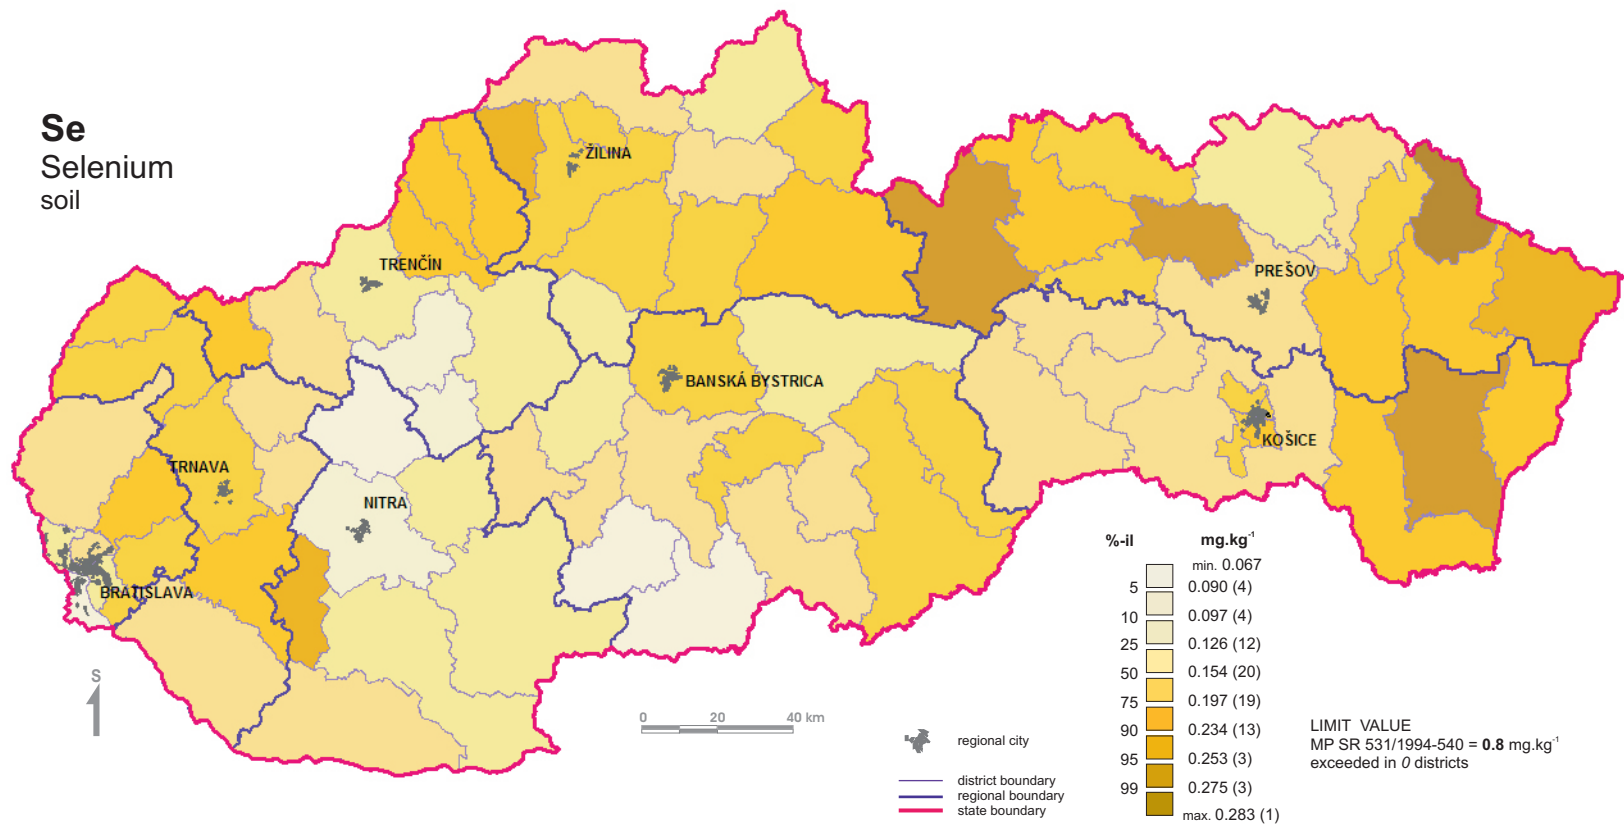 Se
Selenium
soil
ŽILINA
TRENČÍN
PREŠOV
BANSKÁ BYSTRICA
KOŠICE
TRNAVA
NITRA
BRATISLAVA
S
0 20 40 km
regional city
district boundary
regional boundary
state boundary
%-il mg.kg-1
min. 0.067
5 0.090 (4)
10 0.097 (4)
25 0.126 (12)
50 0.154 (20)
75 0.197 (19)
90 0.234 (13)
95 0.253 (3)
99 0.275 (3)
max. 0.283 (1)
LIMIT VALUE
MP SR 531/1994-540 = 0.8 mg.kg-1
exceeded in 0 districts